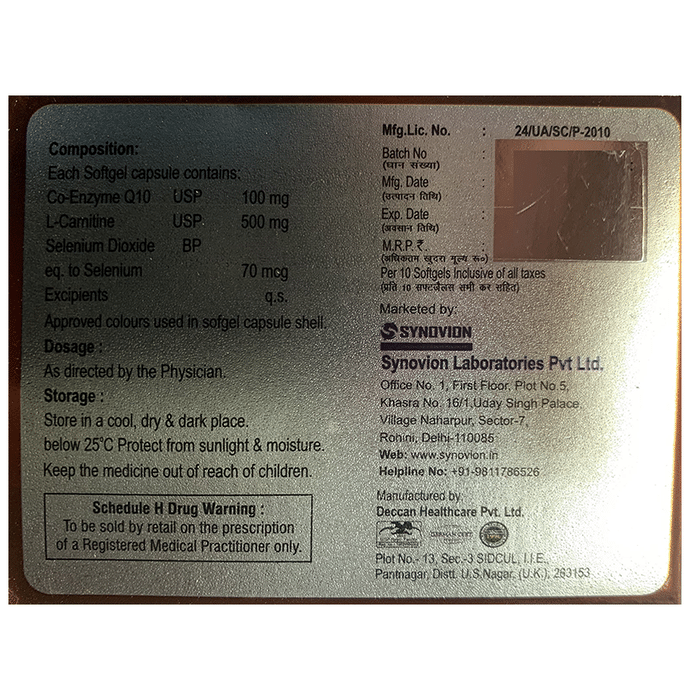 Composition:
Each Softgel capsule contains:
Co-Enzyme Q10 USP 100 mg
L-Carnitine USP 500 mg
Selenium Dioxide BP
eq. to Selenium 70 mcg
Excipients q.s.
Approved colours used in sofgel capsule shell.
Dosage :
As directed by the Physician.
Storage :
Store in a cool, dry & dark place.
below 25°C Protect from sunlight & moisture.
Keep the medicine out of reach of children.
Schedule H Drug Warning :
To be sold by retail on the prescription
of a Registered Medical Practitioner only.
Mfg.Lic. No. : 24/UA/SC/P-2010
Batch No :
(घान संख्या)
Mfg. Date :
(उत्पादन तिथि)
Exp. Date :
(अवसान तिथि)
M.R.P. ₹. :
(अधिकतम खुदरा मूल्य रू०)
Per 10 Softgels Inclusive of all taxes
(प्रति 10 सफ्टजैलस सभी कर सहित)
Marketed by:
SYNOVION
Synovion Laboratories Pvt Ltd.
Office No. 1, First Floor, Plot No.5,
Khasra No. 16/1,Uday Singh Palace
Village Naharpur, Sector-7,
Rohini, Delhi-110085
Web: www.synovion.in
Helpline No: +91-9811786526
Manufactured by:
Deccan Healthcare Pvt. Ltd.
Plot No.- 13, Sec.-3 SIDCUL, I.I.E.,
Pantnagar, Distt. U.S.Nagar, (U.K.), 263153